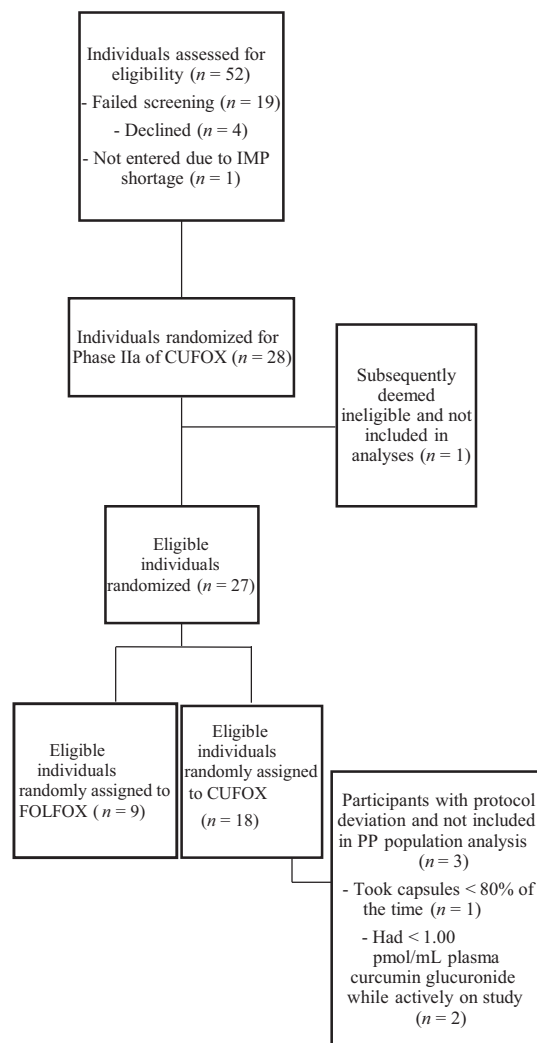 Individuals assessed for
eligibility (n = 52)
- Failed screening (n = 19)
- Declined (n = 4)
- Not entered due to IMP
shortage (n = 1)
Individuals randomized for
Phase IIa of CUFOX (n = 28)
Subsequently
deemed
ineligible and not
included in
analyses (n = 1)
Eligible
individuals
randomized (n = 27)
Eligible
individuals
randomly assigned to
FOLFOX ( n = 9)
Eligible
individuals
randomly assigned
to CUFOX
(n = 18)
Participants with protocol
deviation and not included
in PP population analysis
(n = 3)
- Took capsules < 80% of
the time (n = 1)
- Had < 1.00
pmol/mL plasma
curcumin glucuronide
while actively on study
(n = 2)